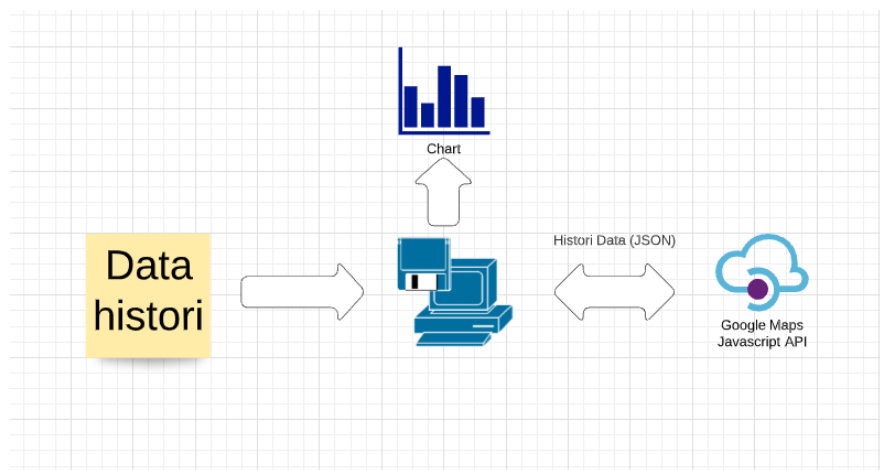 Chart
Histori Data (JSON)
Data
histori
Google Maps
Javascript API